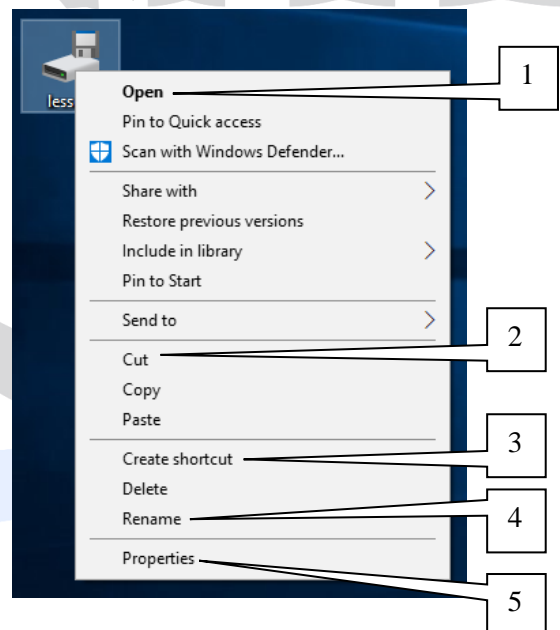 1
less
Open
Pin to Quick access
Scan with Windows Defender...
Share with
Restore previous versions
Include in library
Pin to Start
Send to
2
Cut
Copy
Paste
3
Create shortcut
Delete
Rename
4
Properties
5